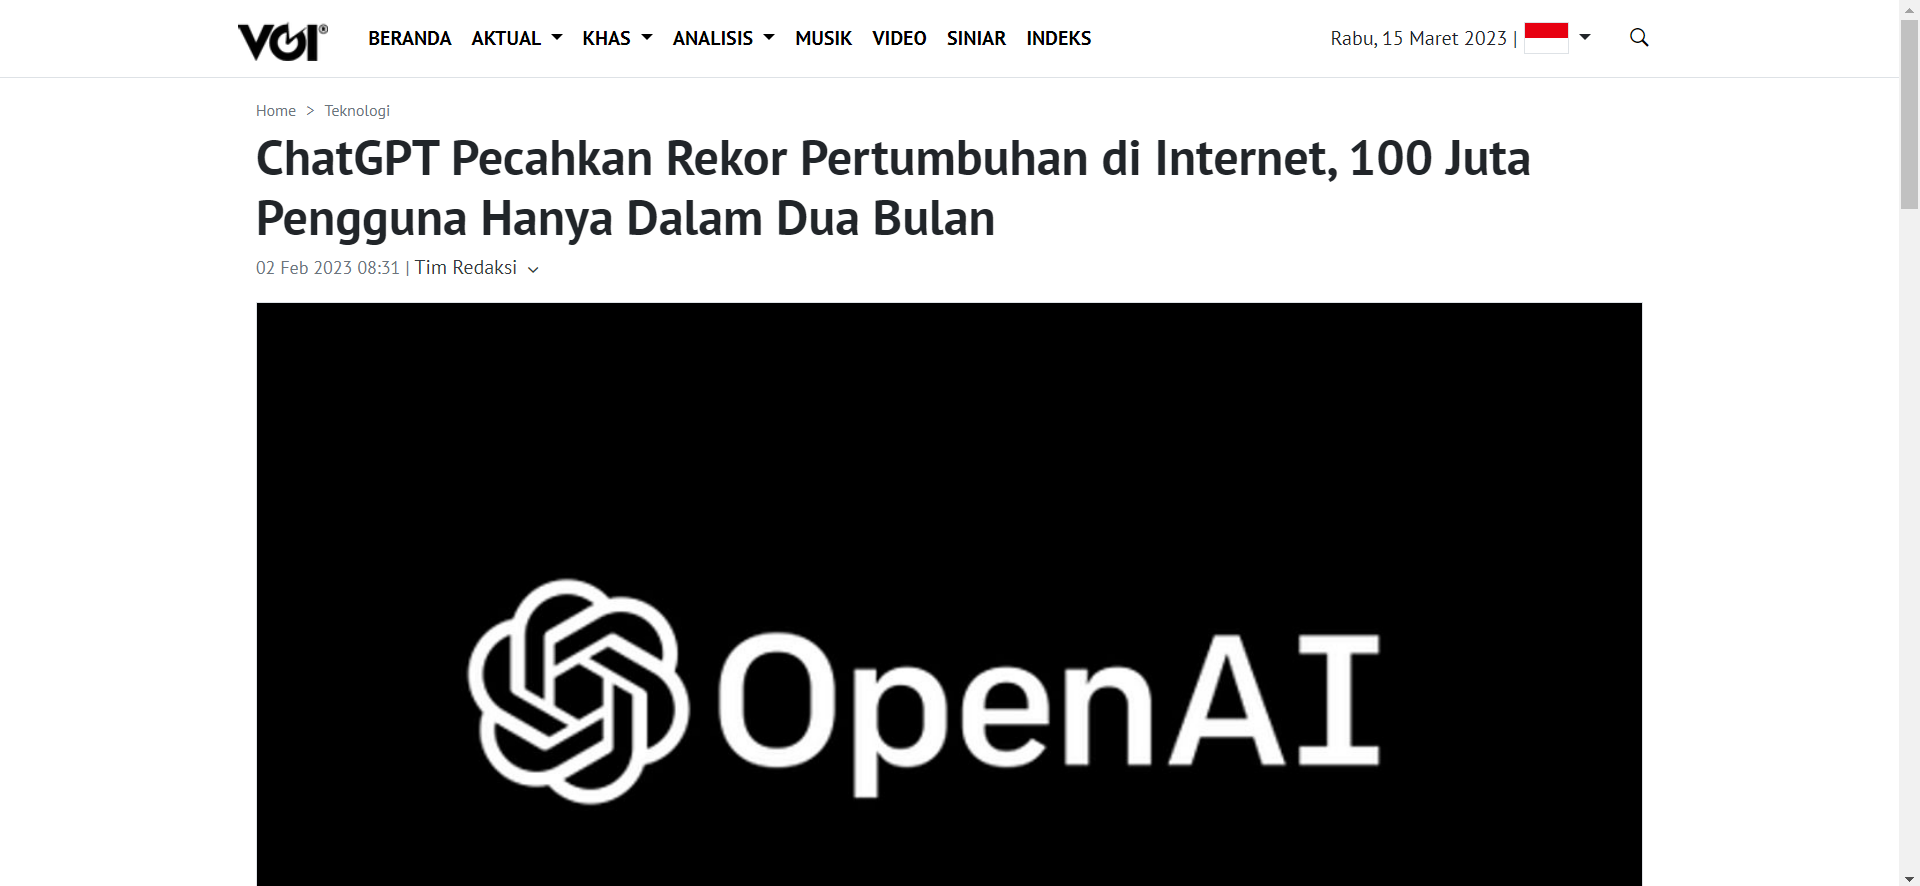 VOI®
BERANDA AKTUAL KHAS ANALISIS MUSIK VIDEO SINIAR INDEKS
Rabu, 15 Maret 2023 |
Home > Teknologi
ChatGPT Pecahkan Rekor Pertumbuhan di Internet, 100 Juta
Pengguna Hanya Dalam Dua Bulan
02 Feb 2023 08:31 | Tim Redaksi
OpenAI